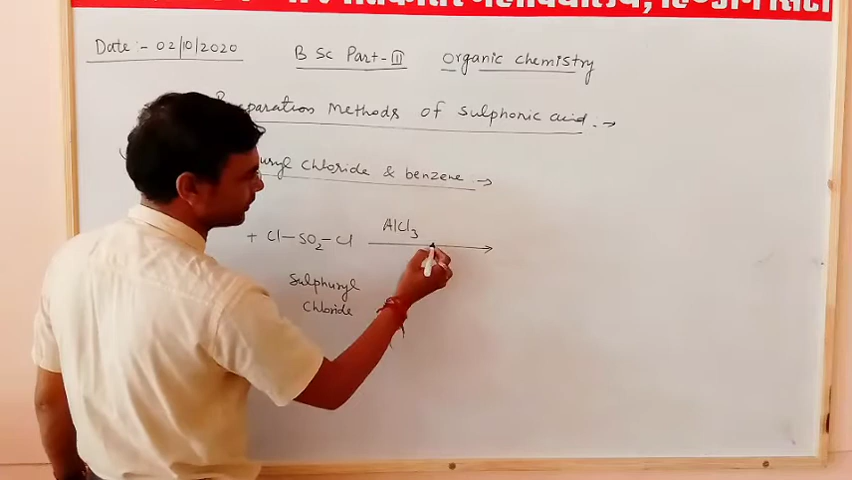 हिण्डौन सिटी
Date:- 02/10/2020 B Sc Part-III Organic chemistry
Preparation Methods of sulphonic acid :→
chloride & benzene →
+ Cl-SO2-Cl AlCl3
Sulphuryl
Chloride